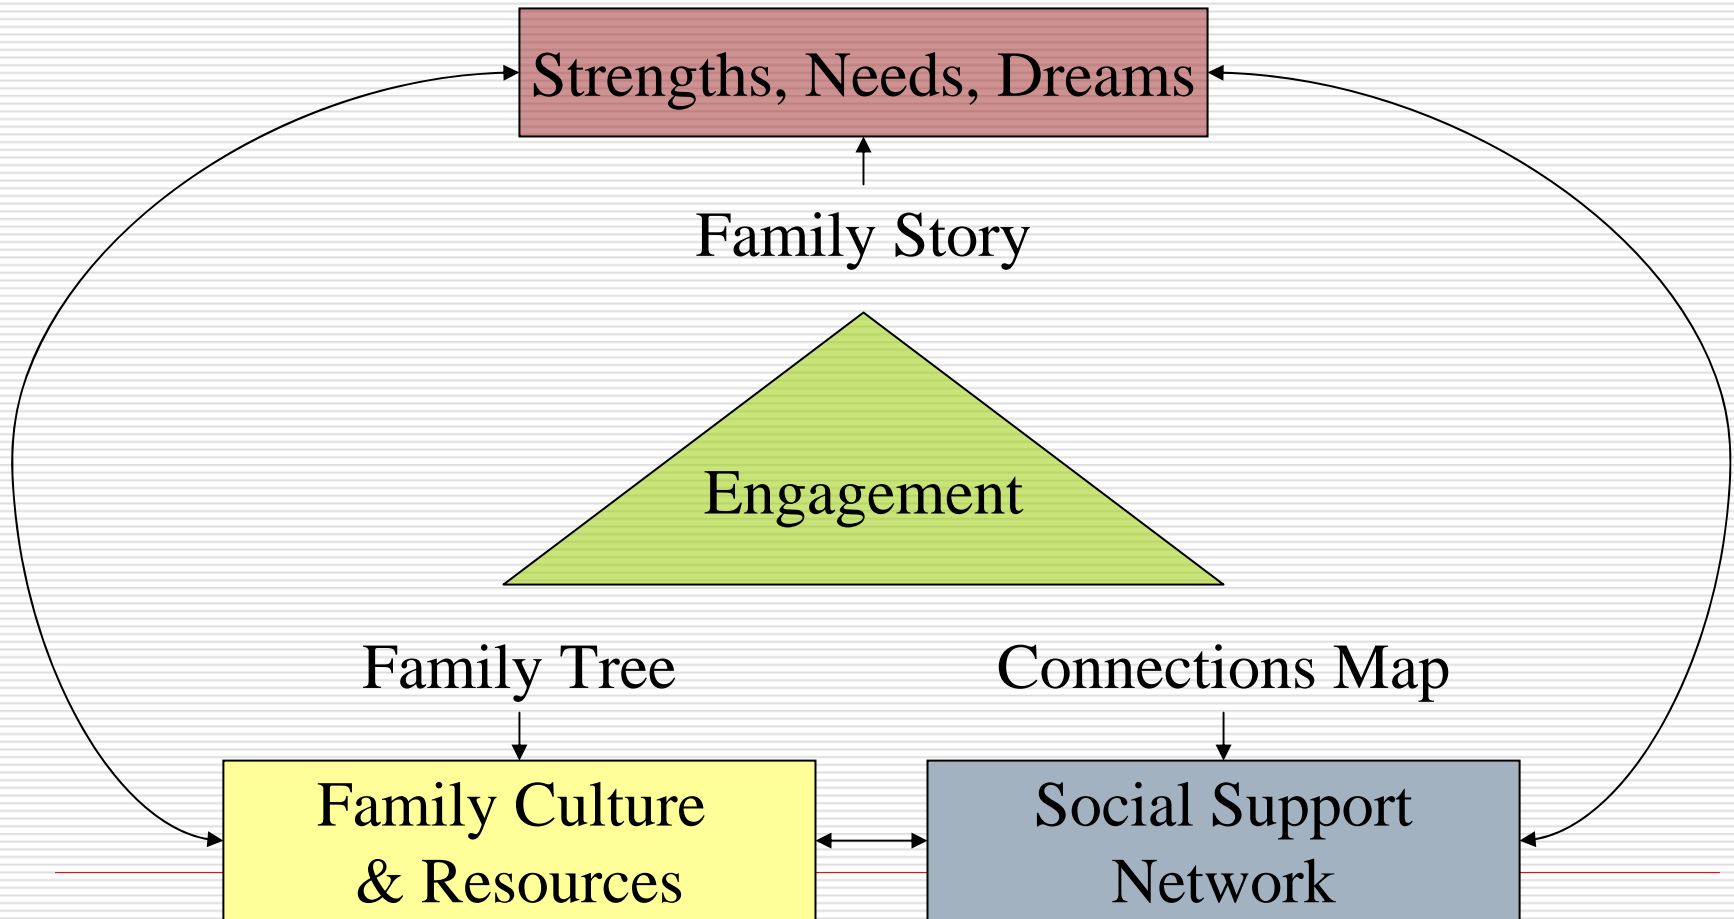 Strengths, Needs, Dreams
Family Story
Engagement
Family Tree
Connections Map
Family Culture
& Resources
Social Support
Network